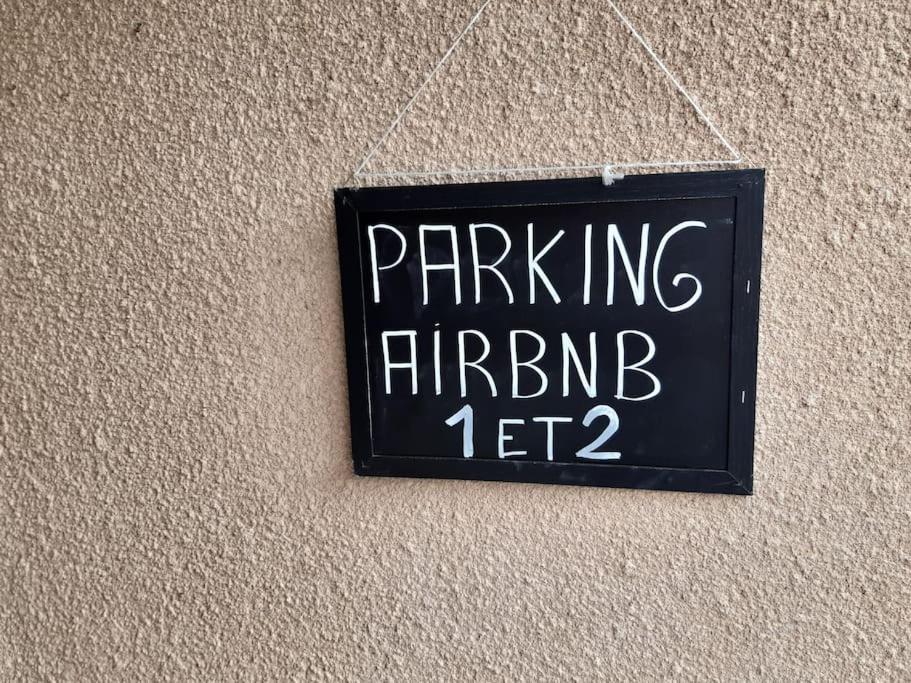 PARKING
AIRBNB
1 ET 2